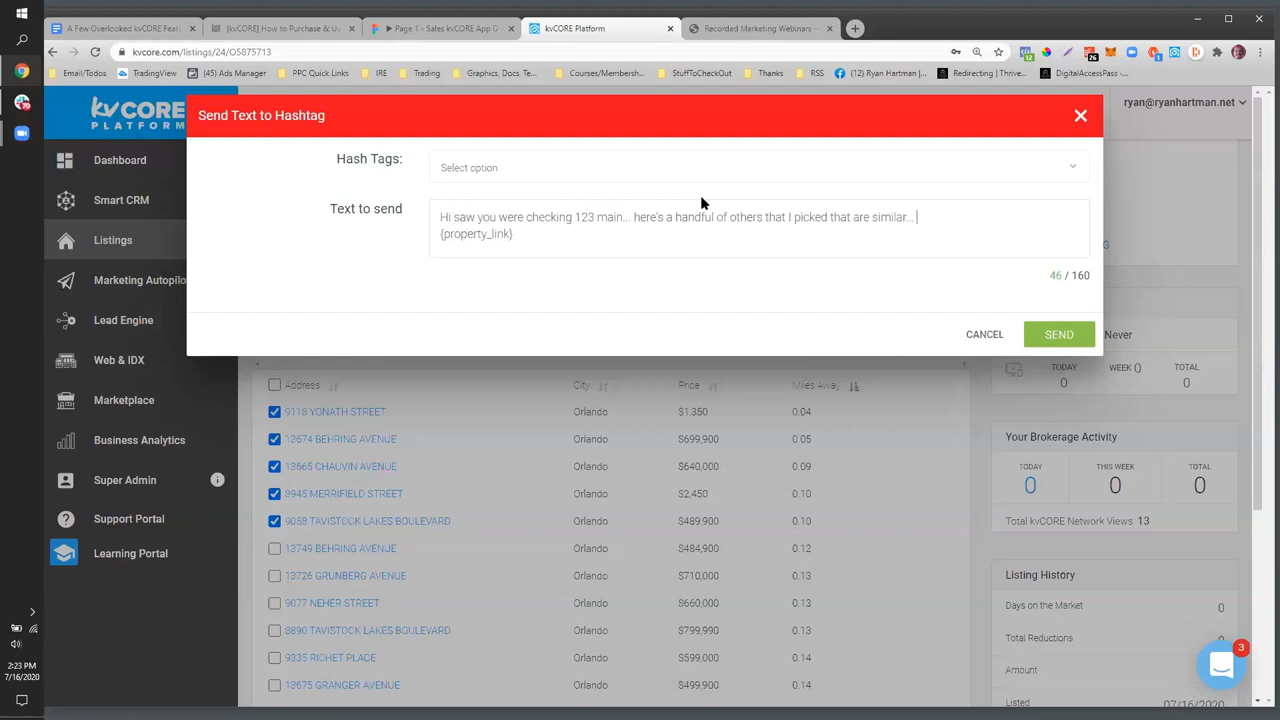 A Few Overlooked kvCORE Feat
[kvCORE] How to Purchase & U
Page 1 - Sales kvCORE App D
kvCORE Platform
Recorded Marketing Webinars -
kvcore.com/listings/24/O5875713
Email/Todos
TradingView
(45) Ads Manager
PPC Quick Links
IRE
Trading
Graphics, Docs, Te...
Courses/Membersh...
StuffToCheckOut
Thanks
RSS
(7) Ryan Hartman |...
Redirecting | Thrive...
DigitalAccessPass -...
kvCORE
PLATFORM
ryan@ryanhartman.net
Send Text to Hashtag
Hash Tags:
Select option
Text to send
Hi saw you were checking 123 main... here's a handful of others that I picked that are similar...
{property_link}
46 / 160
CANCEL
SEND
Dashboard
Smart CRM
Listings
Marketing Autopilo
Lead Engine
Web & IDX
Marketplace
Business Analytics
Super Admin
Support Portal
Learning Portal
Address City Price Miles Away
9118 YONATH STREET Orlando $1,350 0.04
13674 BEHRING AVENUE Orlando $699,900 0.05
13665 CHAUVIN AVENUE Orlando $640,000 0.09
8945 MERRIFIELD STREET Orlando $2,450 0.10
9058 TAVISTOCK LAKES BOULEVARD Orlando $489,900 0.10
13749 BEHRING AVENUE Orlando $484,900 0.12
13726 GRUNBERG AVENUE Orlando $710,000 0.13
9077 NEHER STREET Orlando $660,000 0.13
8890 TAVISTOCK LAKES BOULEVARD Orlando $799,990 0.13
9335 RICHET PLACE Orlando $599,000 0.14
13675 GRANGER AVENUE Orlando $499,900 0.14
G
Never
TODAY
0
WEEK 0
TOTAL
0
Your Brokerage Activity
TODAY
0
THIS WEEK
0
TOTAL
0
Total kvCORE Network Views: 13
Listing History
Days on the Market 0
Total Reductions 0
Amount
Listed 07/16/2020
3
2:23 PM
7/16/2020